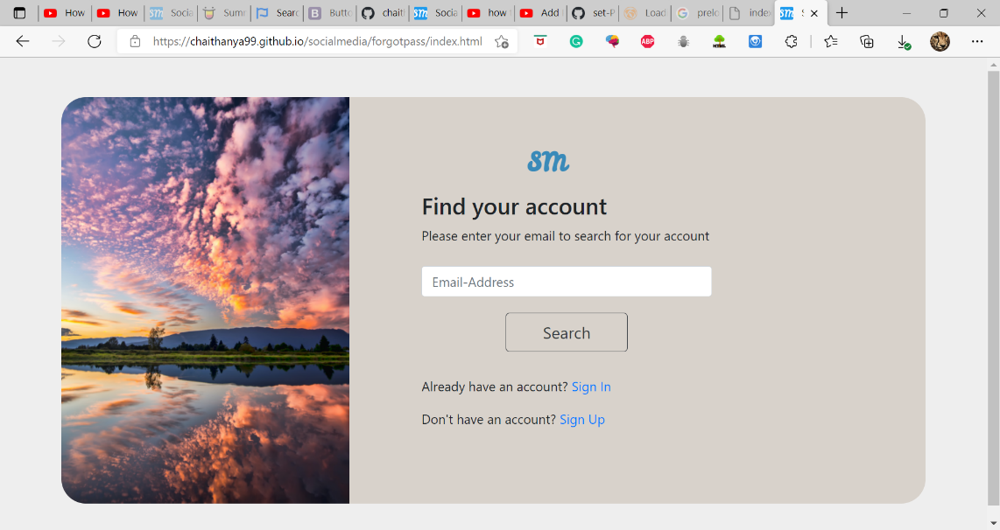 How
How
Socia
Sumr
Searc
Butto
chait
Socia
how
Add
set-P
Load
prelo
index
https://chaithanya99.github.io/socialmedia/forgotpass/index.html
ABP
HTML
sm
Find your account
Please enter your email to search for your account
Email-Address
Search
Already have an account? Sign In
Don't have an account? Sign Up